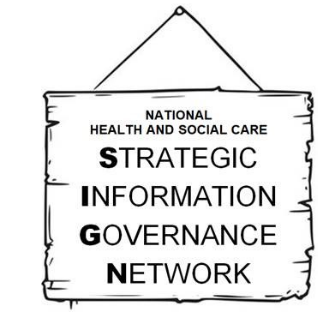 NATIONAL
HEALTH AND SOCIAL CARE
STRATEGIC
INFORMATION
GOVERNANCE
NETWORK